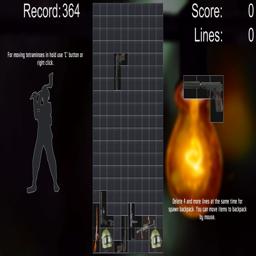 Record:364
Score: 0
Lines: 0
For moving tetraminoes in hold use 'C' button or
right click.
Delete 4 and more lines at the same time for
spawn backpack. You can move items to backpack
by mouse.